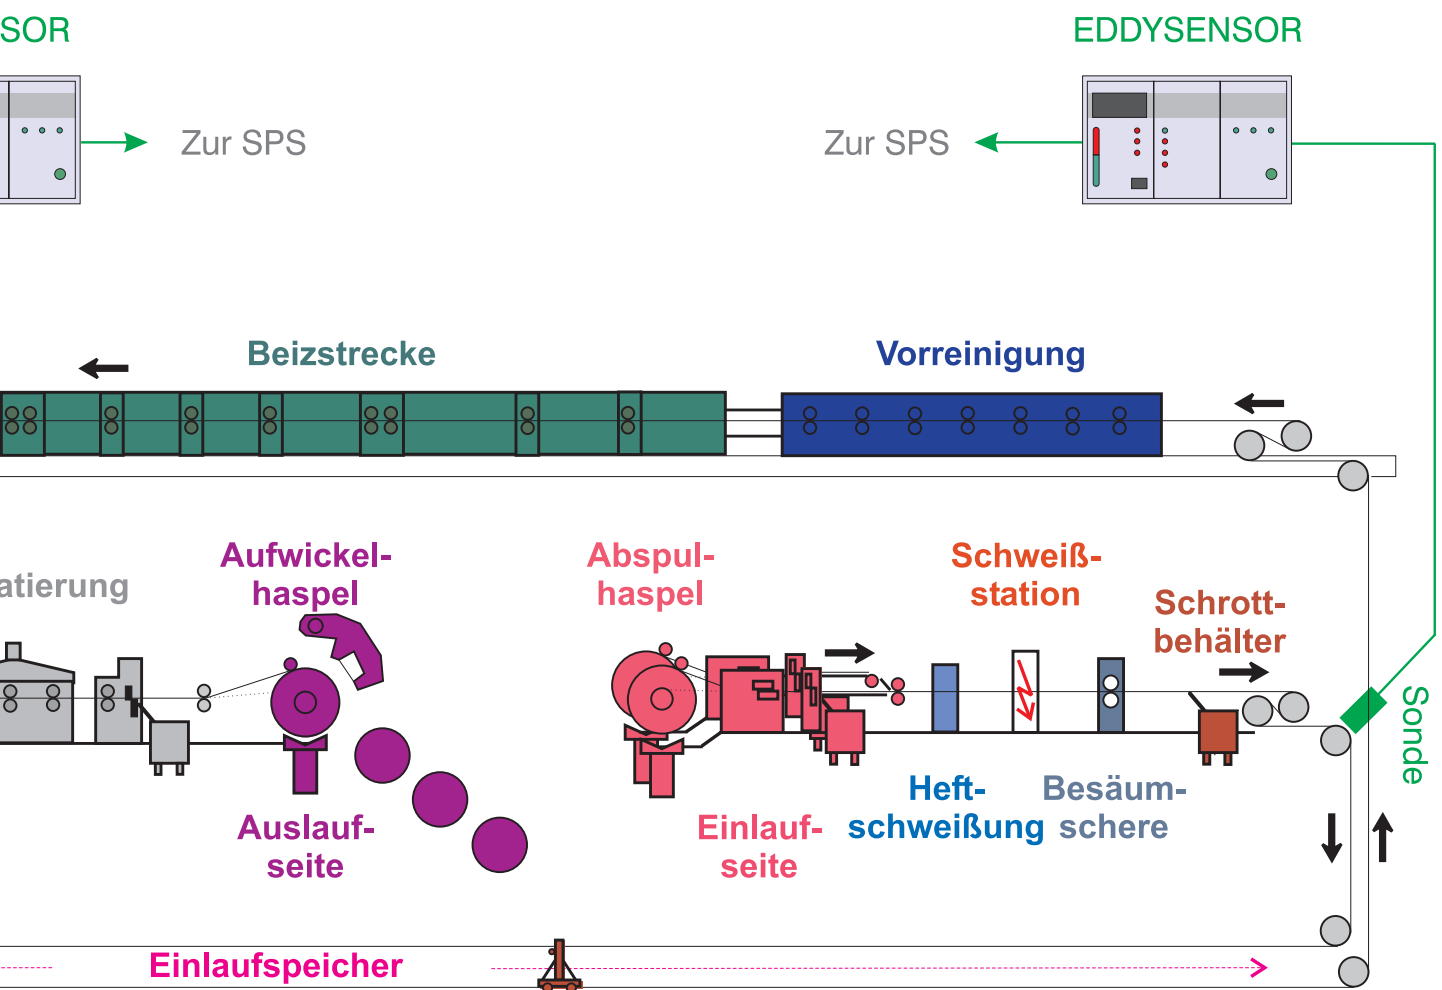 SOR
EDDYSENSOR
Zur SPS
Zur SPS
Beizstrecke
Vorreinigung
Aufwickel-
haspel
Abspul-
haspel
Schweiß-
station
atierung
Schrott-
behälter
Sonde
Heft-
schweißung
Besäum-
schere
Auslauf-
seite
Einlauf-
seite
Einlaufspeicher